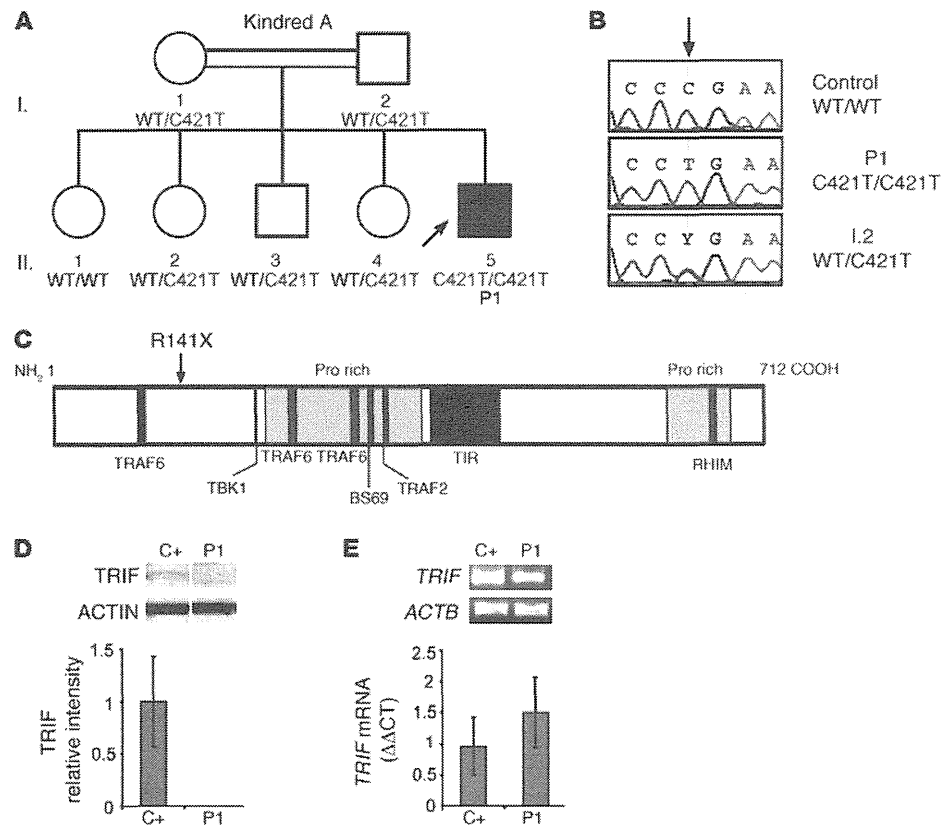 A
Kindred A
I.
1
WT/C421T
2
WT/C421T
II.
1
WT/WT
2
WT/C421T
3
WT/C421T
4
WT/C421T
5
C421T/C421T
P1
B
C C C G A A
Control
WT/WT
C C T G A A
P1
C421T/C421T
C C Y G A A
I.2
WT/C421T
C
R141X
NH2 1
Pro rich
Pro rich
712 COOH
TRAF6
TBK1
TRAF6
TRAF6
BS69
TRAF2
TIR
RHIM
D
C+ P1
TRIF
ACTIN
TRIF
relative intensity
1.5
1
0.5
0
C+ P1
E
C+ P1
TRIF
ACTB
TRIF mRNA
(ΔΔCT)
2.5
2
1.5
1
0.5
0
C+ P1